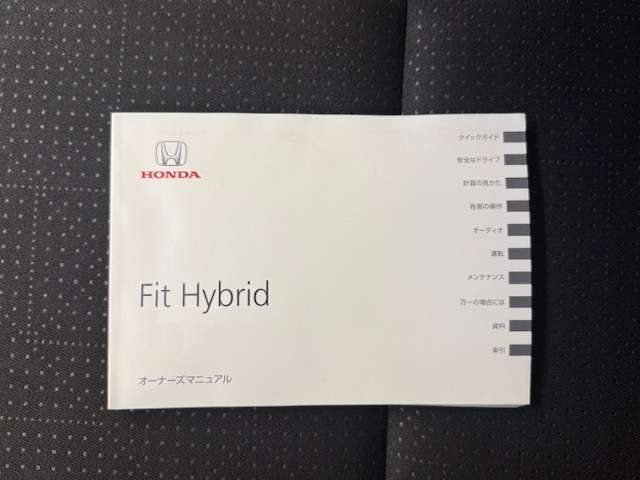 HONDA
Fit Hybrid
オーナーズマニュアル
クイックガイド
安全なドライブ
計器の見かた
各部の操作
オーディオ
運転
メンテナンス
万一の場合には
資料
索引